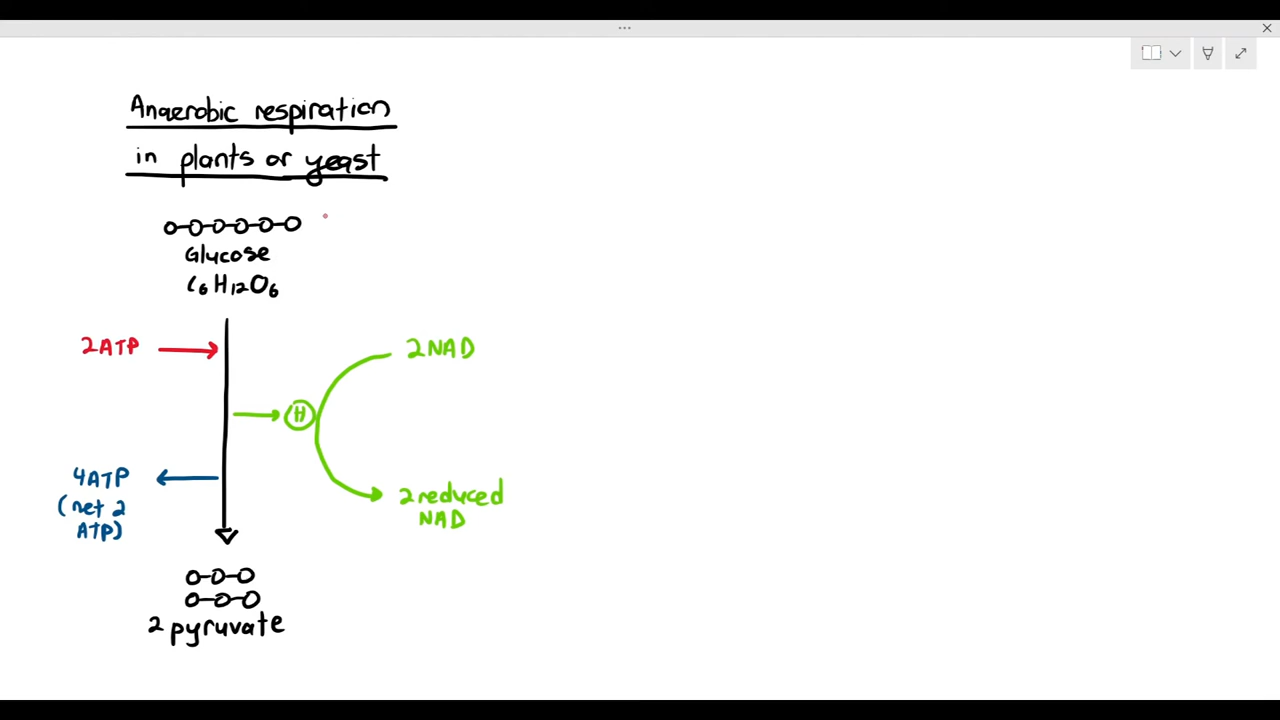 Anaerobic respiration
in plants or yeast
Glucose
C6H12O6
2ATP
2NAD
H
4ATP
(net 2
ATP)
2 reduced
NAD
2 pyruvate